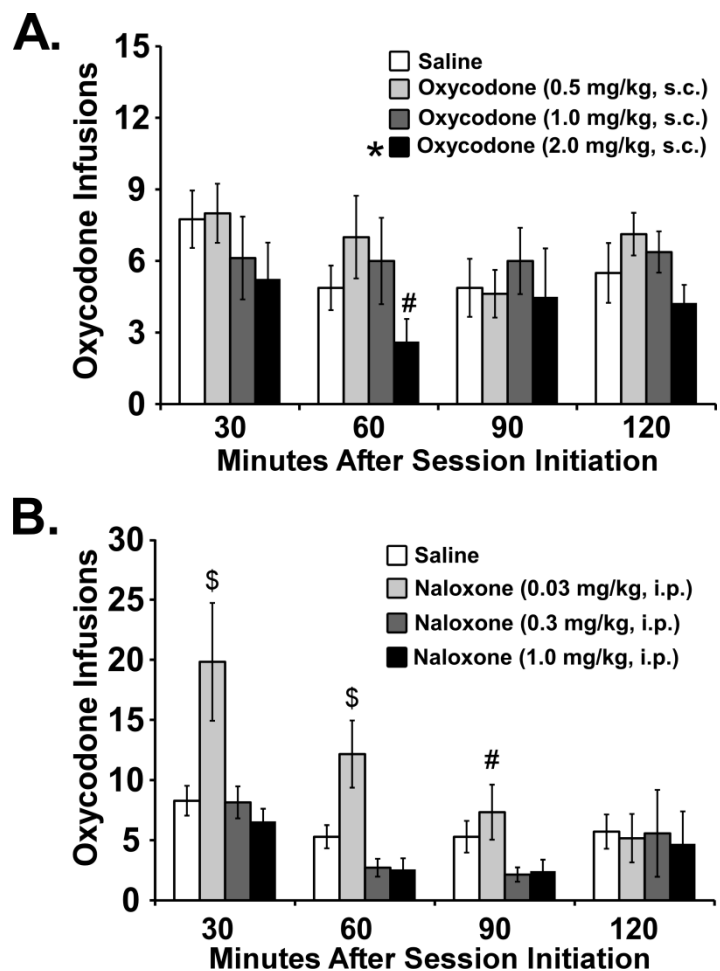 A.
15
12
9
6
3
0
Oxycodone Infusions
Saline
Oxycodone (0.5 mg/kg, s.c.)
Oxycodone (1.0 mg/kg, s.c.)
* Oxycodone (2.0 mg/kg, s.c.)
#
30 60 90 120
Minutes After Session Initiation
B.
30
25
20
15
10
5
0
Oxycodone Infusions
Saline
Naloxone (0.03 mg/kg, i.p.)
Naloxone (0.3 mg/kg, i.p.)
Naloxone (1.0 mg/kg, i.p.)
$
$
#
30 60 90 120
Minutes After Session Initiation